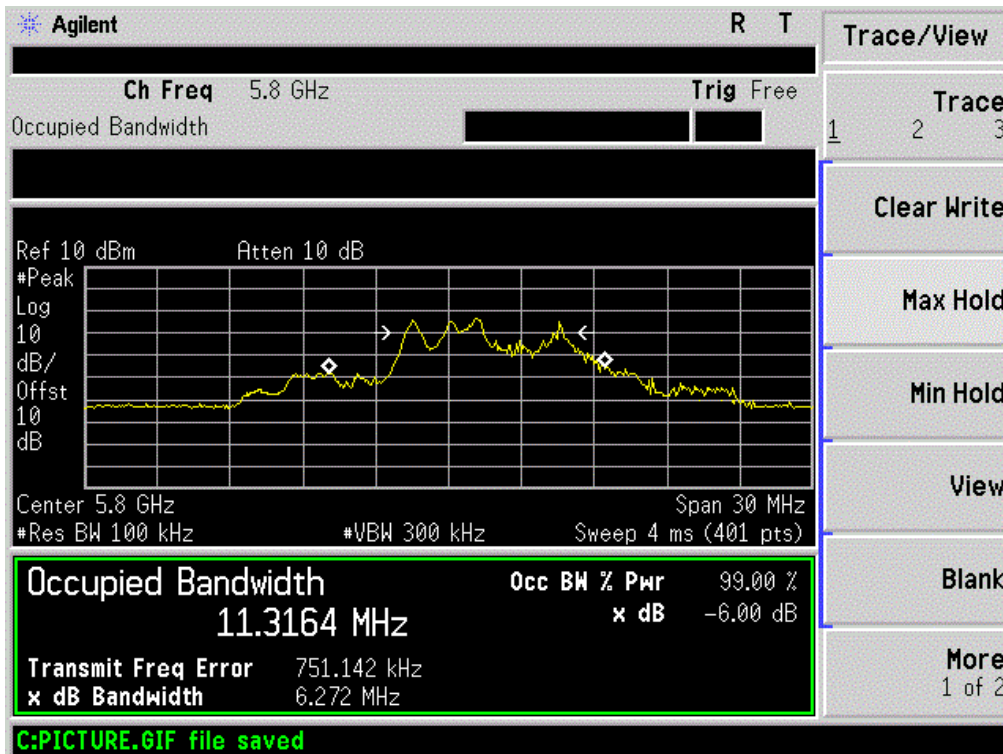 Agilent R T
Ch Freq 5.8 GHz Trig Free
Occupied Bandwidth
Ref 10 dBm Atten 10 dB
#Peak
Log
10
dB/
Offst
10
dB
Center 5.8 GHz Span 30 MHz
#Res BW 100 kHz #VBW 300 kHz Sweep 4 ms (401 pts)
Occupied Bandwidth
11.3164 MHz
Occ BW % Pwr 99.00 %
x dB -6.00 dB
Transmit Freq Error 751.142 kHz
x dB Bandwidth 6.272 MHz
C:PICTURE.GIF file saved
Trace/View
Trace
1 2 3
Clear Write
Max Hold
Min Hold
View
Blank
More
1 of 2